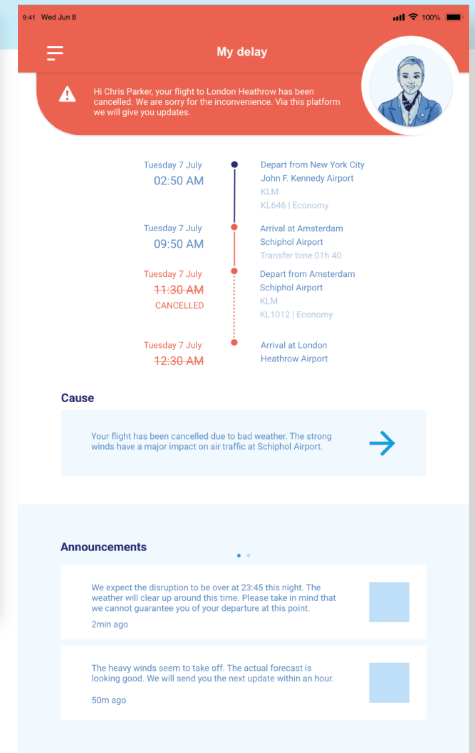 9:41 Wed Jun 8
100%
My delay
Hi Chris Parker, your flight to London Heathrow has been
cancelled. We are sorry for the inconvenience. Via this platform
we will give you updates.
Tuesday 7 July
02:50 AM
Depart from New York City
John F. Kennedy Airport
KLM
KL646 | Economy
Tuesday 7 July
09:50 AM
Arrival at Amsterdam
Schiphol Airport
Transfer time 01h 40
Tuesday 7 July
11:30 AM
CANCELLED
Depart from Amsterdam
Schiphol Airport
KLM
KL1012 | Economy
Tuesday 7 July
12:30 AM
Arrival at London
Heathrow Airport
Cause
Your flight has been cancelled due to bad weather. The strong
winds have a major impact on air traffic at Schiphol Airport.
Announcements
We expect the disruption to be over at 23:45 this night. The
weather will clear up around this time. Please take in mind that
we cannot guarantee you of your departure at this point.
2min ago
The heavy winds seem to take off. The actual forecast is
looking good. We will send you the next update within an hour.
50m ago